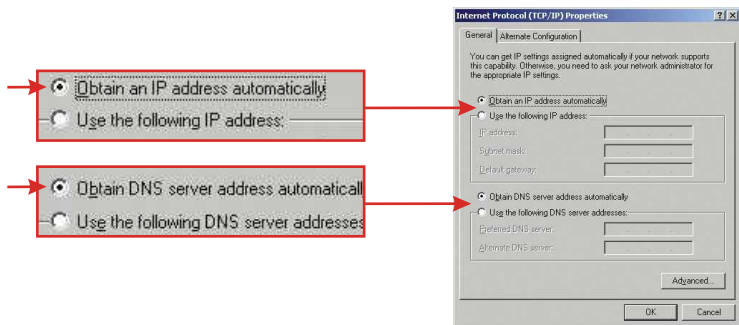 Obtain an IP address automatically
Use the following IP address:
Obtain DNS server address automaticall
Use the following DNS server addresses
Internet Protocol (TCP/IP) Properties
General
Alternate Configuration
You can get IP settings assigned automatically if your network supports
this capability. Otherwise, you need to ask your network administrator for
the appropriate IP settings.
Obtain an IP address automatically
Use the following IP address:
IP address:
Subnet mask:
Default gateway:
Obtain DNS server address automatically
Use the following DNS server addresses:
Preferred DNS server:
Alternate DNS server:
Advanced...
OK
Cancel